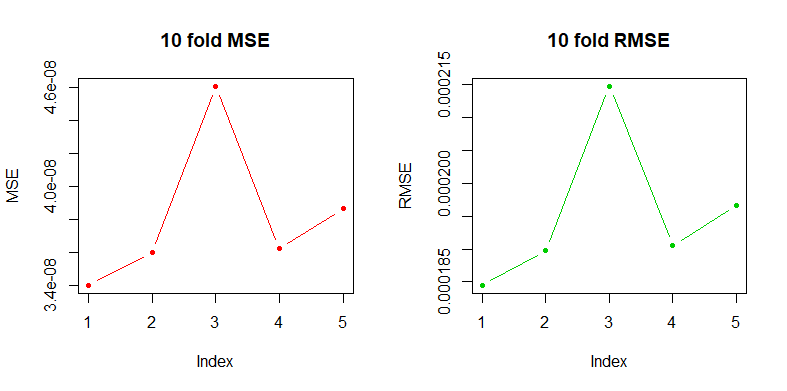 10 fold MSE
MSE
4.6e-08
4.0e-08
3.4e-08
1 2 3 4 5
Index
10 fold RMSE
RMSE
0.000215
0.000200
0.000185
1 2 3 4 5
Index